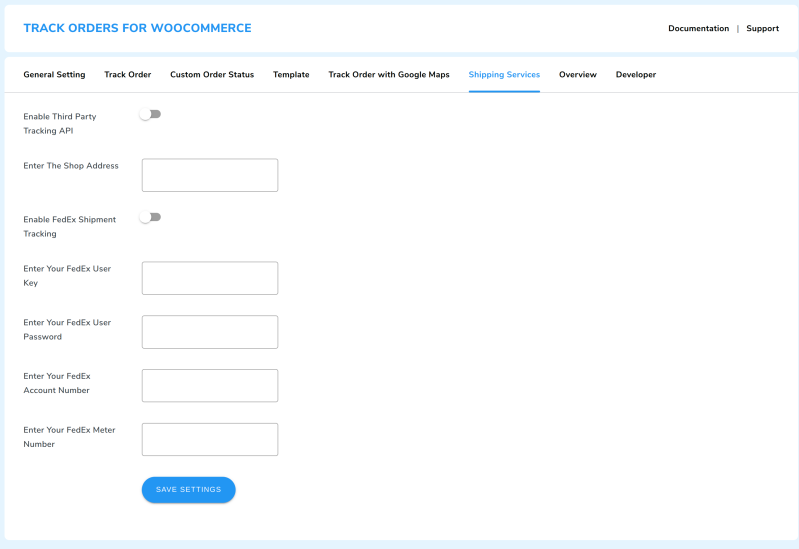 TRACK ORDERS FOR WOOCOMMERCE
Documentation | Support
General Setting Track Order Custom Order Status Template Track Order with Google Maps Shipping Services Overview Developer
Enable Third Party
Tracking API
Enter The Shop Address
Enable FedEx Shipment
Tracking
Enter Your FedEx User
Key
Enter Your FedEx User
Password
Enter Your FedEx
Account Number
Enter Your FedEx Meter
Number
SAVE SETTINGS